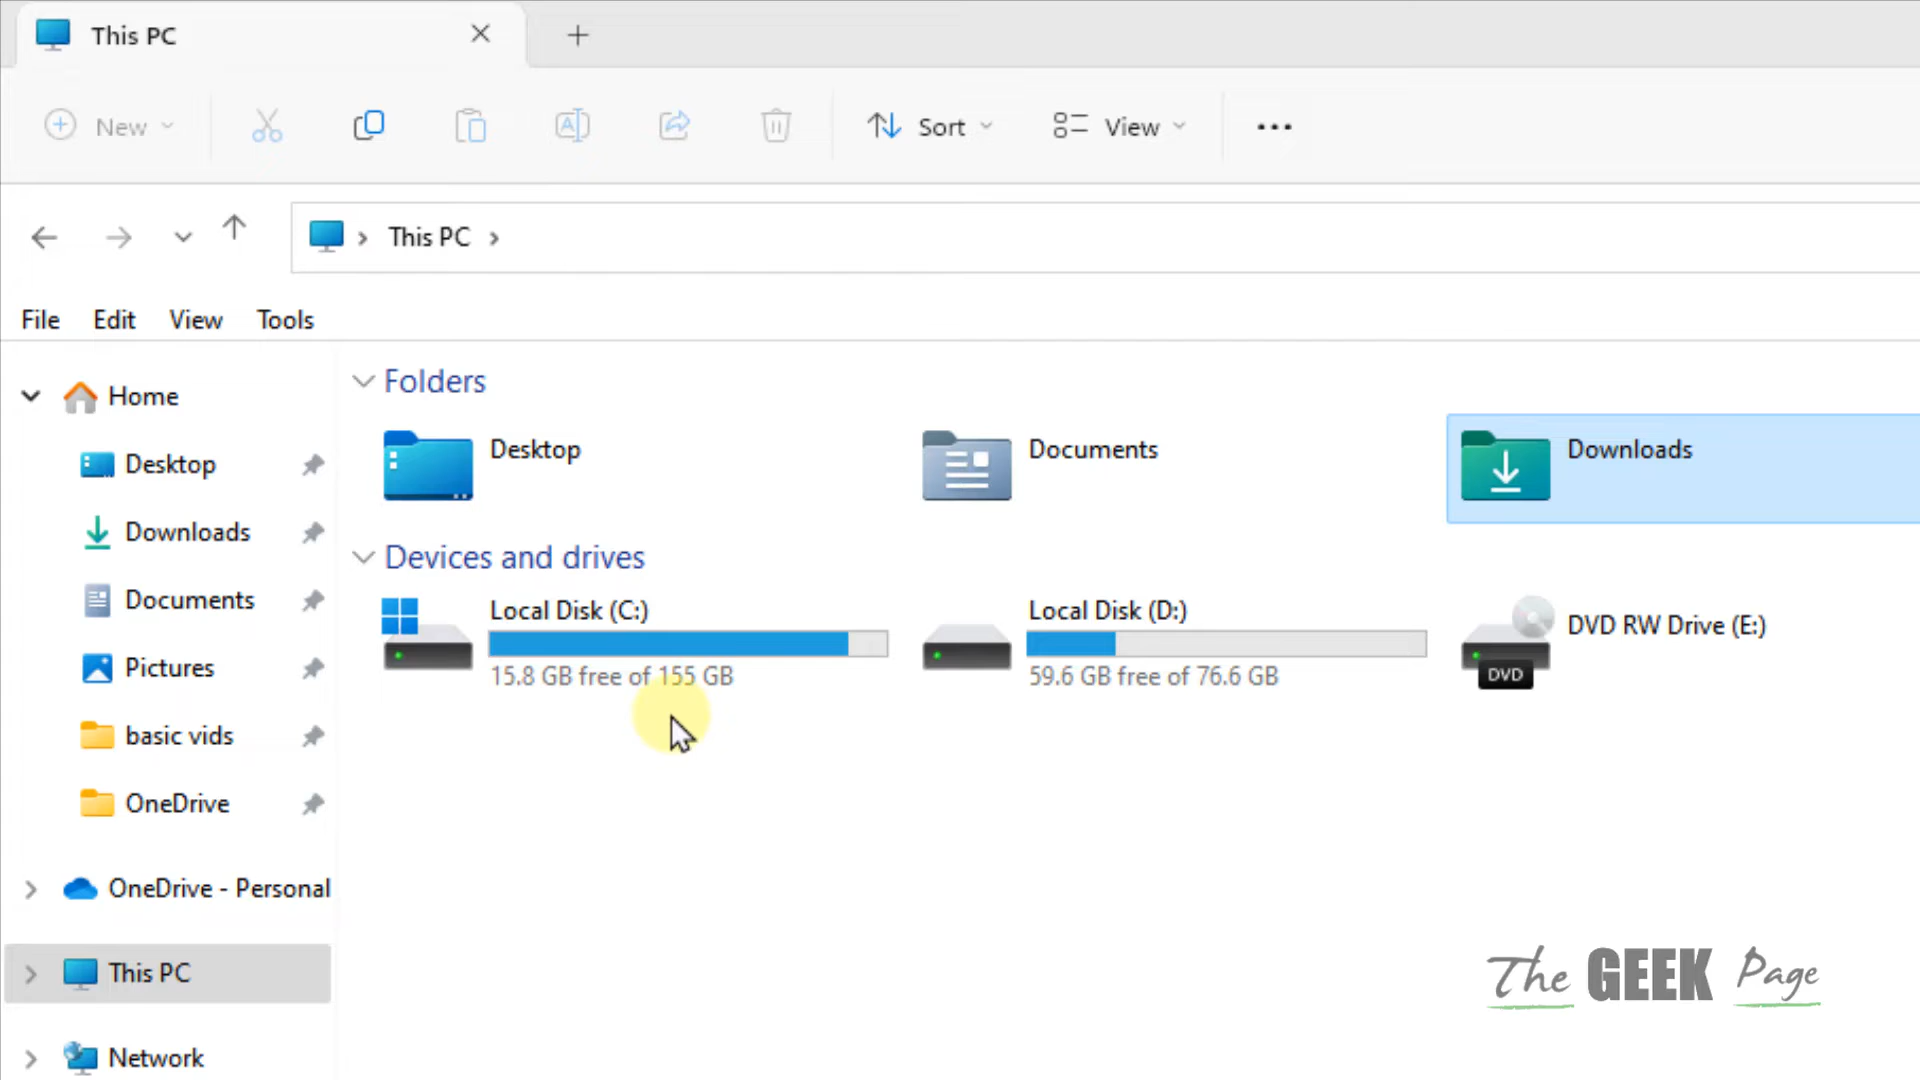 This PC
New
Sort
View
This PC
File Edit View Tools
Home
Desktop
Downloads
Documents
Pictures
basic vids
OneDrive
OneDrive - Personal
This PC
Network
Folders
Desktop
Documents
Downloads
Devices and drives
Local Disk (C:)
15.8 GB free of 155 GB
Local Disk (D:)
59.6 GB free of 76.6 GB
DVD RW Drive (E:)
DVD
The GEEK Page